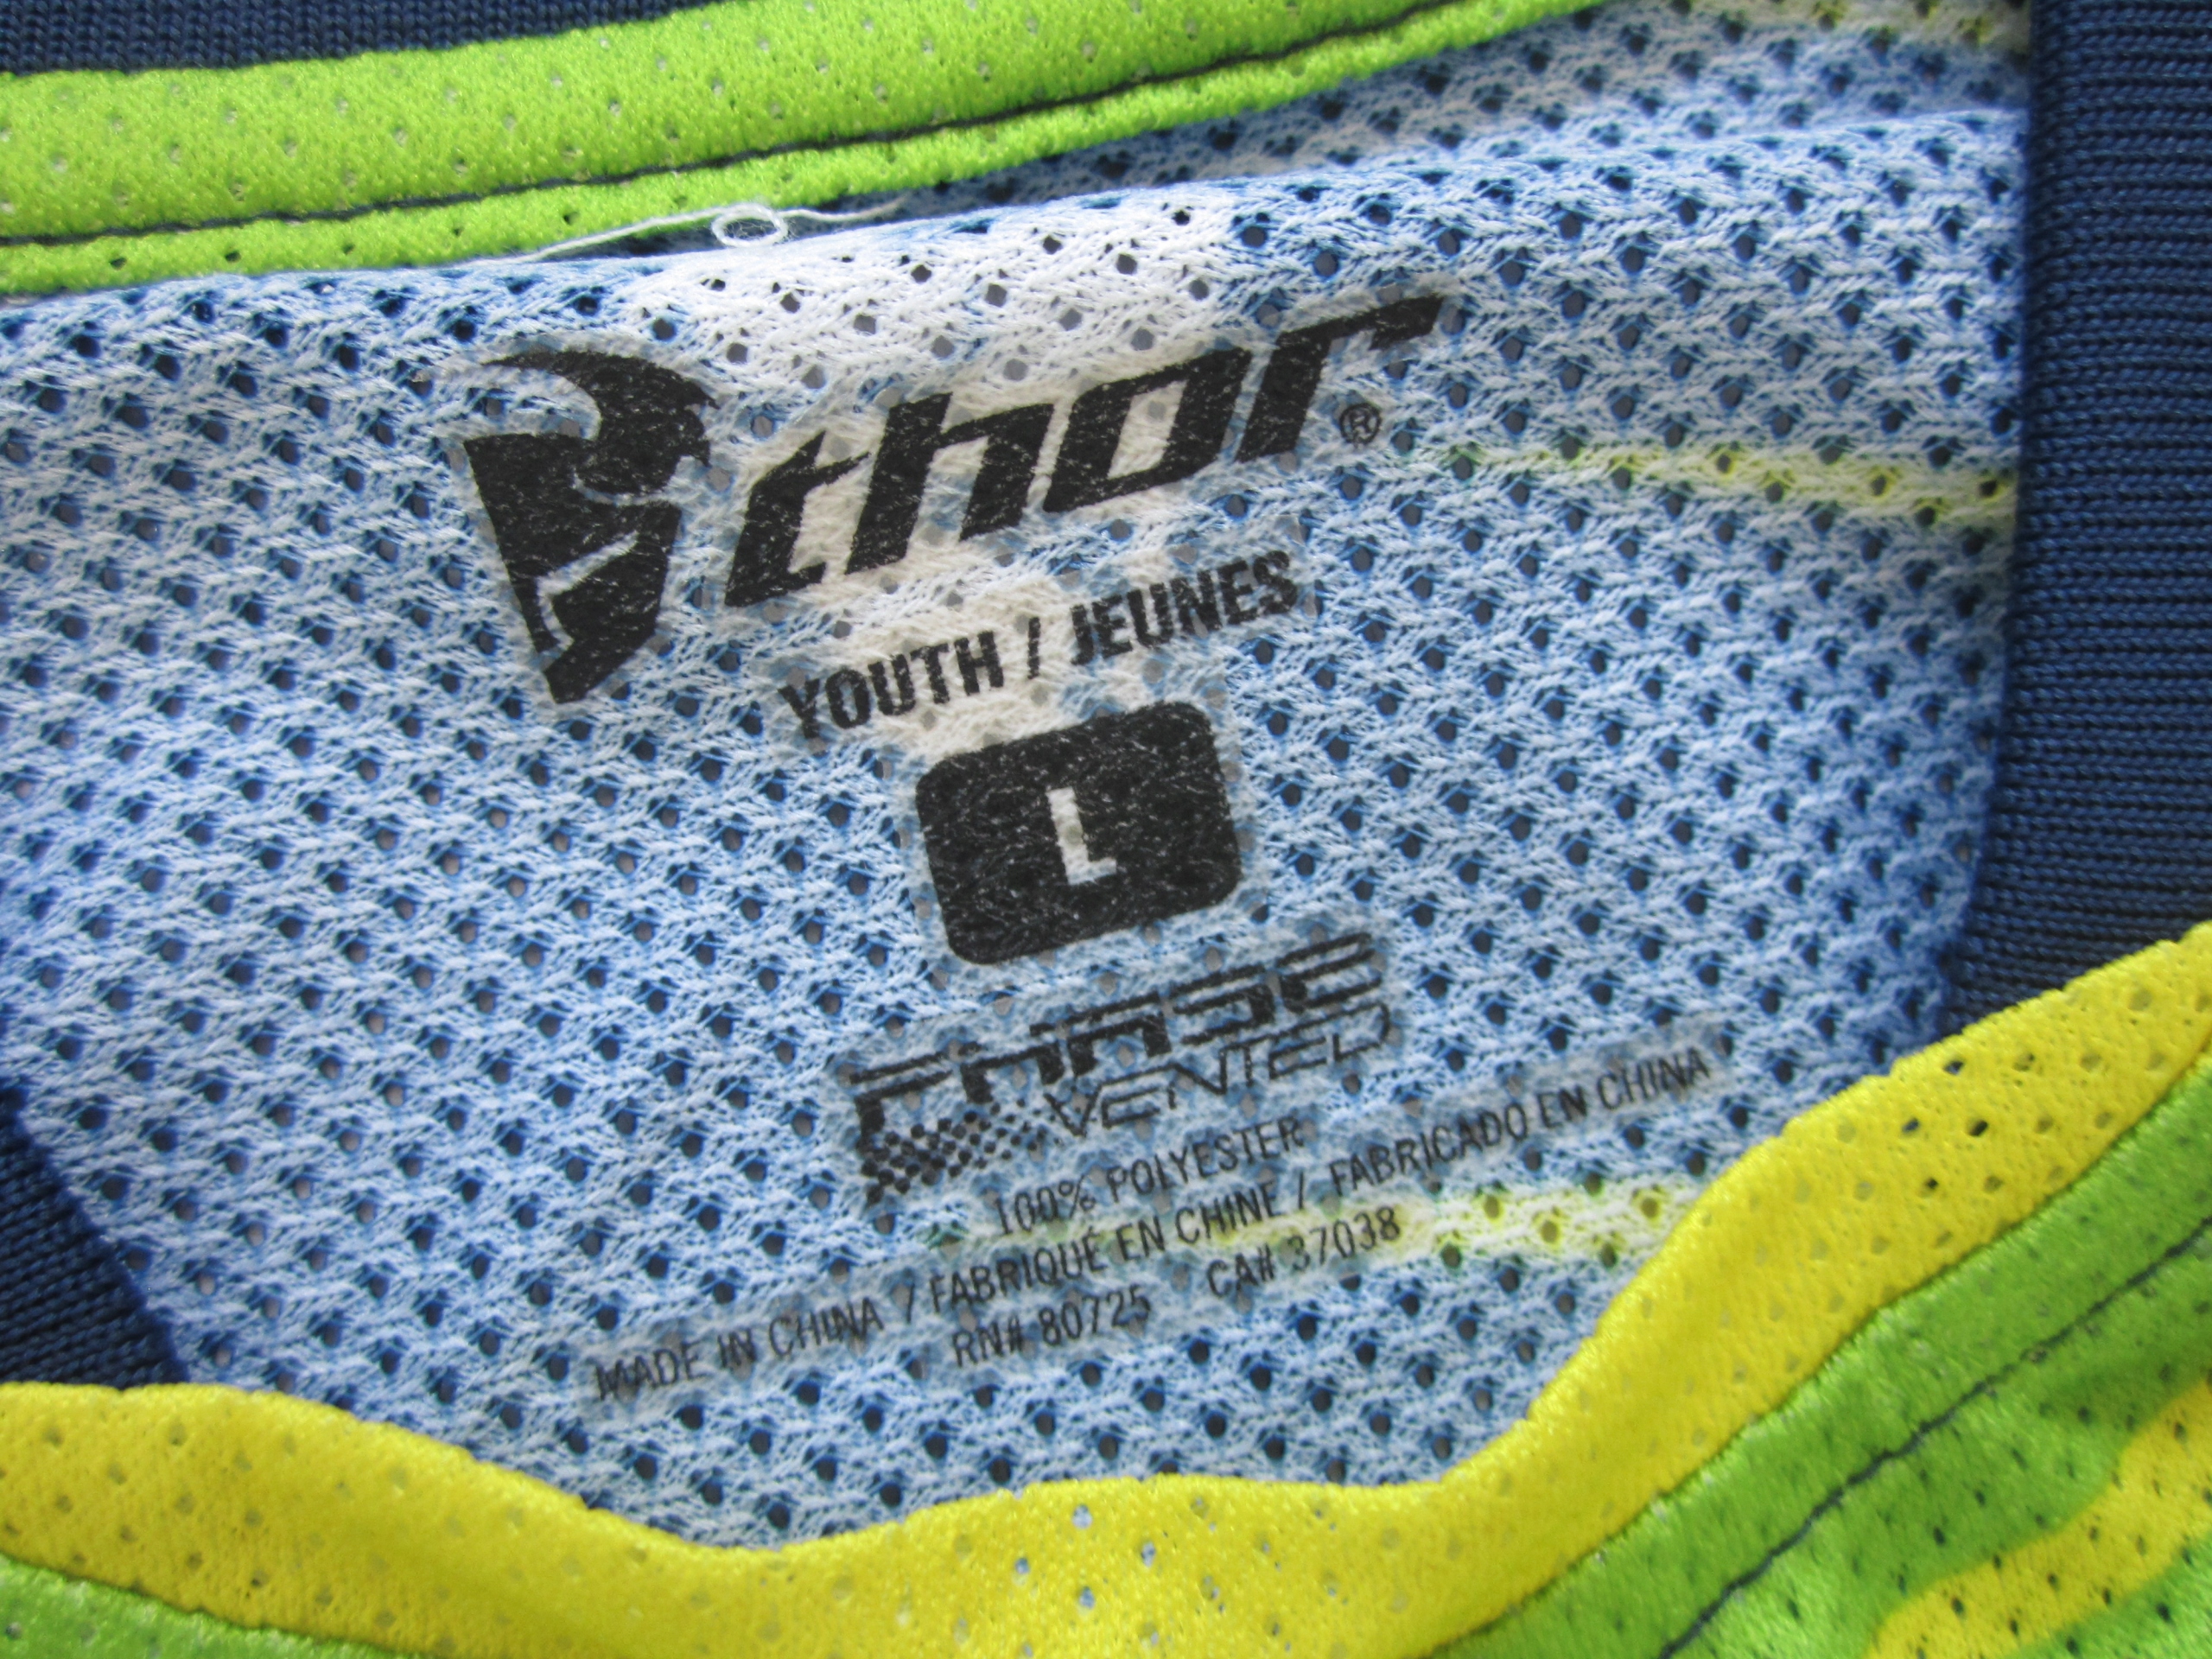 thor®
YOUTH / JEUNES
L
PHASE
VENTED
100% POLYESTER
MADE IN CHINA / FABRIQUÉ EN CHINE / FABRICADO EN CHINA
RN# 80725 CA# 37038